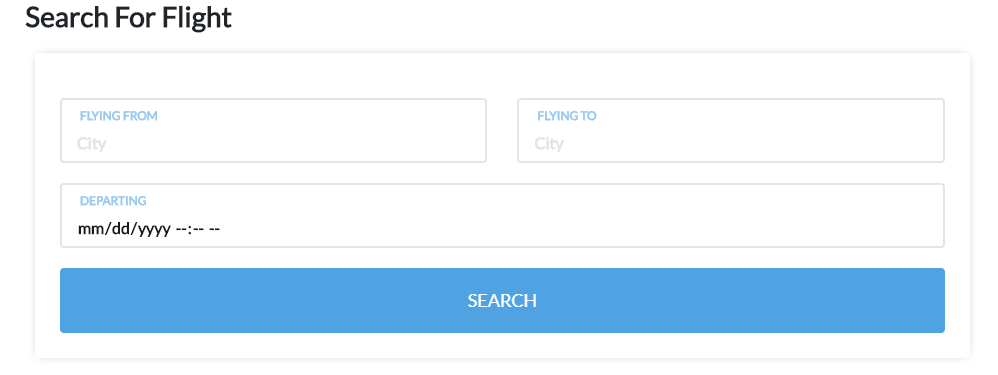 Search For Flight
FLYING FROM
City
FLYING TO
City
DEPARTING
mm/dd/yyyy --:-- --
SEARCH